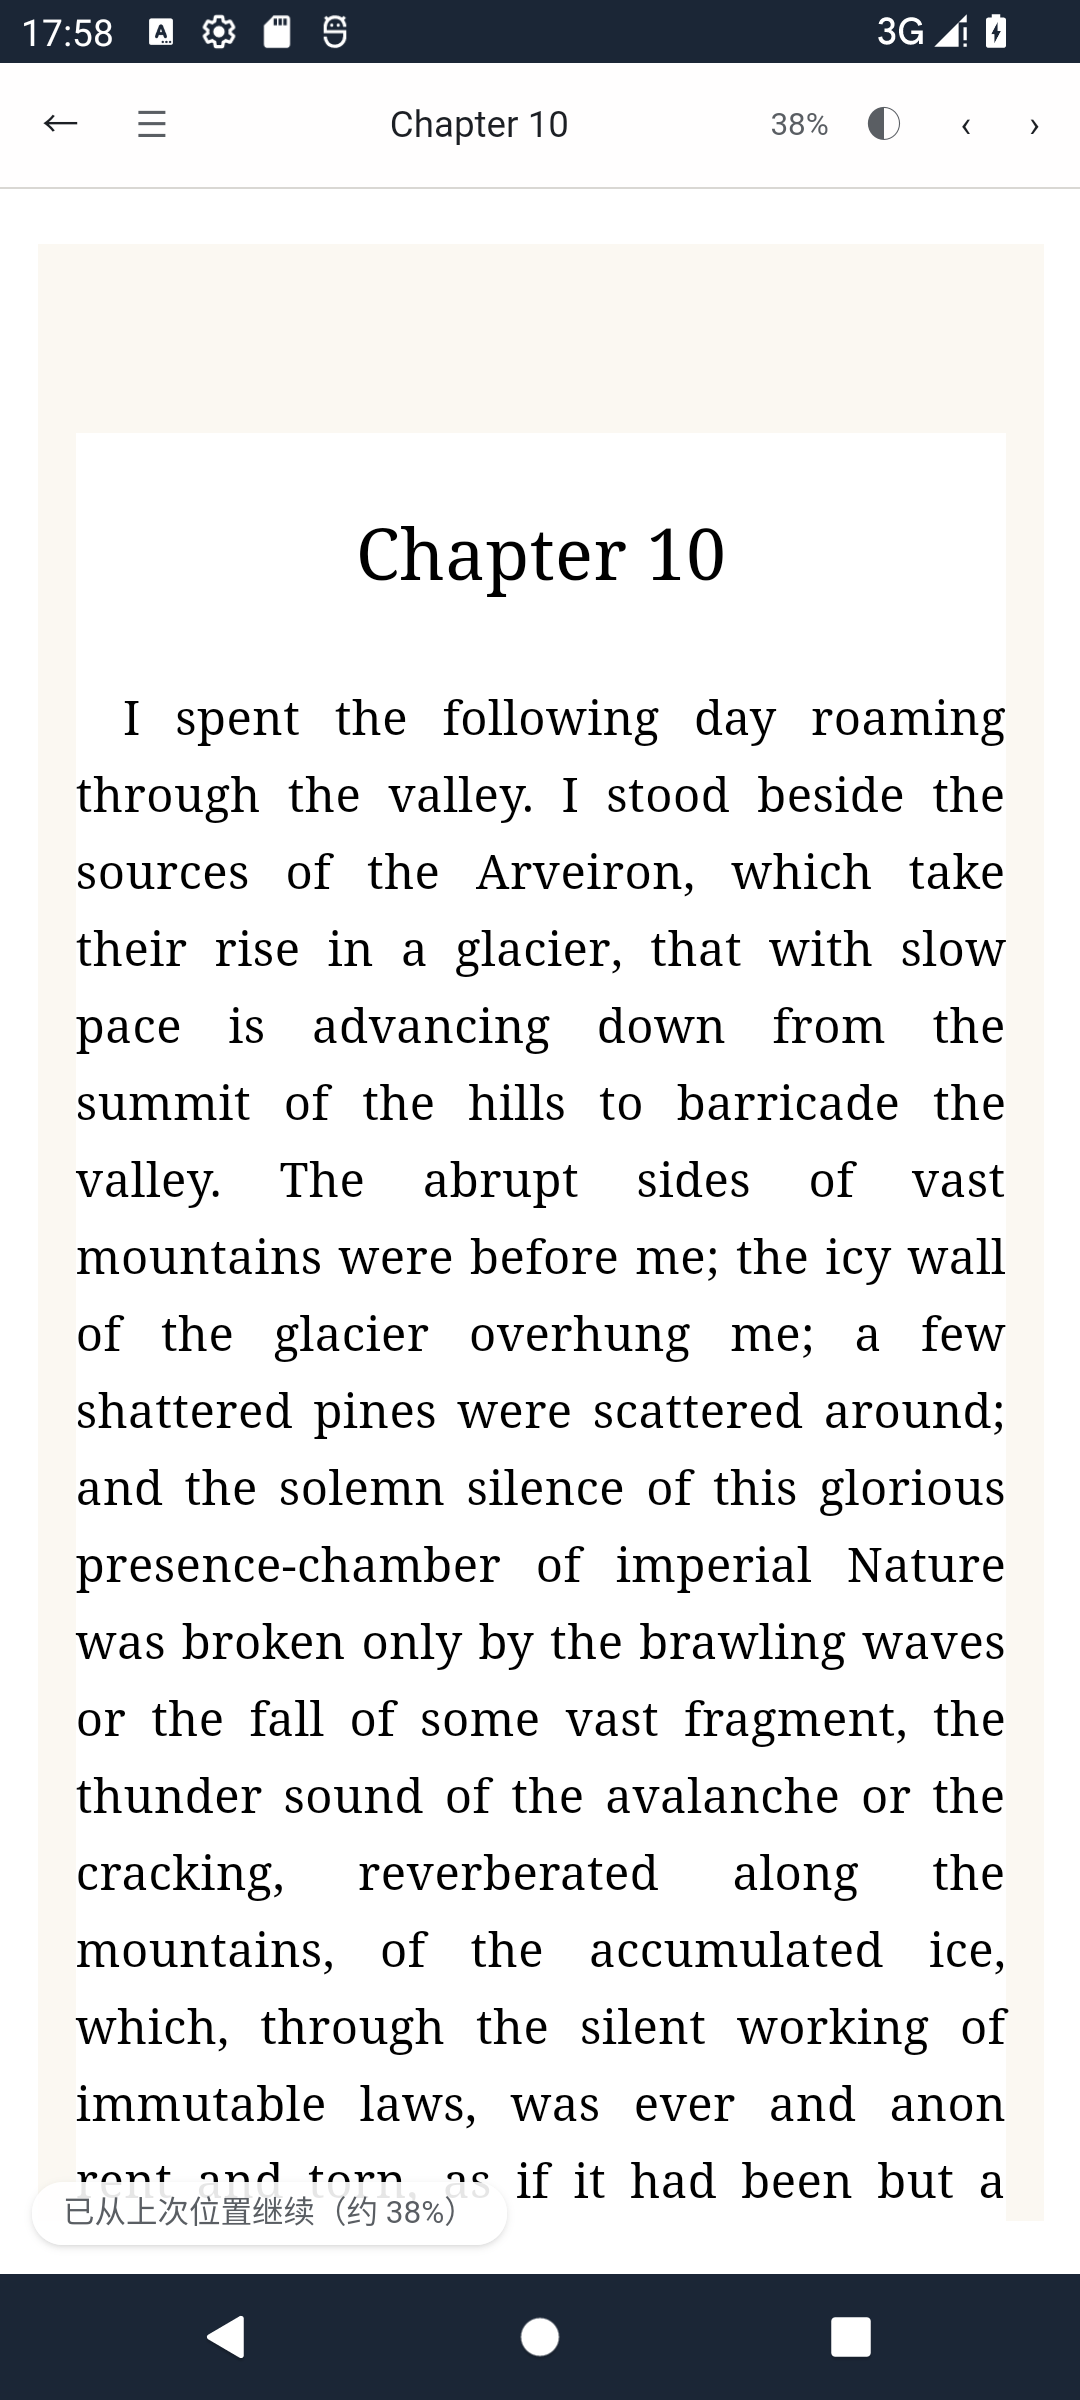 17:58
3G
Chapter 10
38%
Chapter 10
I spent the following day roaming
through the valley. I stood beside the
sources of the Arveiron, which take
their rise in a glacier, that with slow
pace is advancing down from the
summit of the hills to barricade the
valley. The abrupt sides of vast
mountains were before me; the icy wall
of the glacier overhung me; a few
shattered pines were scattered around;
and the solemn silence of this glorious
presence-chamber of imperial Nature
was broken only by the brawling waves
or the fall of some vast fragment, the
thunder sound of the avalanche or the
cracking, reverberated along the
mountains, of the accumulated ice,
which, through the silent working of
immutable laws, was ever and anon
rent and torn, as if it had been but a
已从上次位置继续（约 38%）